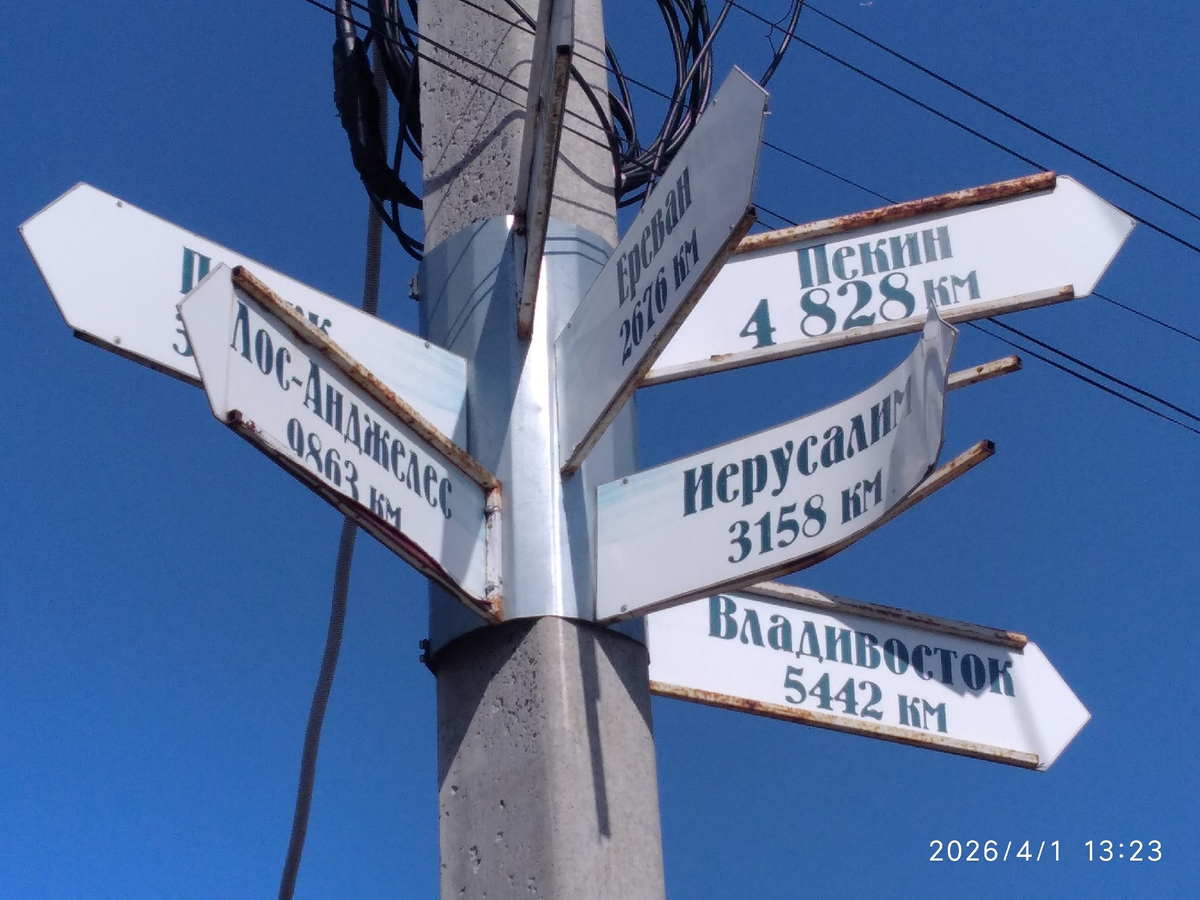 Ереван
2676 км
Пекин
4 828 км
Лос-Анджелес
9863 км
Иерусалим
3158 км
Владивосток
5442 км
2026/4/1 13:23